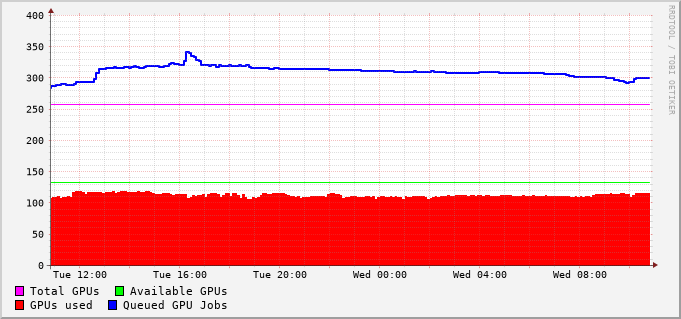 400
350
300
250
200
150
100
50
0
Tue 12:00 Tue 16:00 Tue 20:00 Wed 00:00 Wed 04:00 Wed 08:00
Total GPUs Available GPUs
GPUs used Queued GPU Jobs
RRDTOOL / TOBI OETIKER